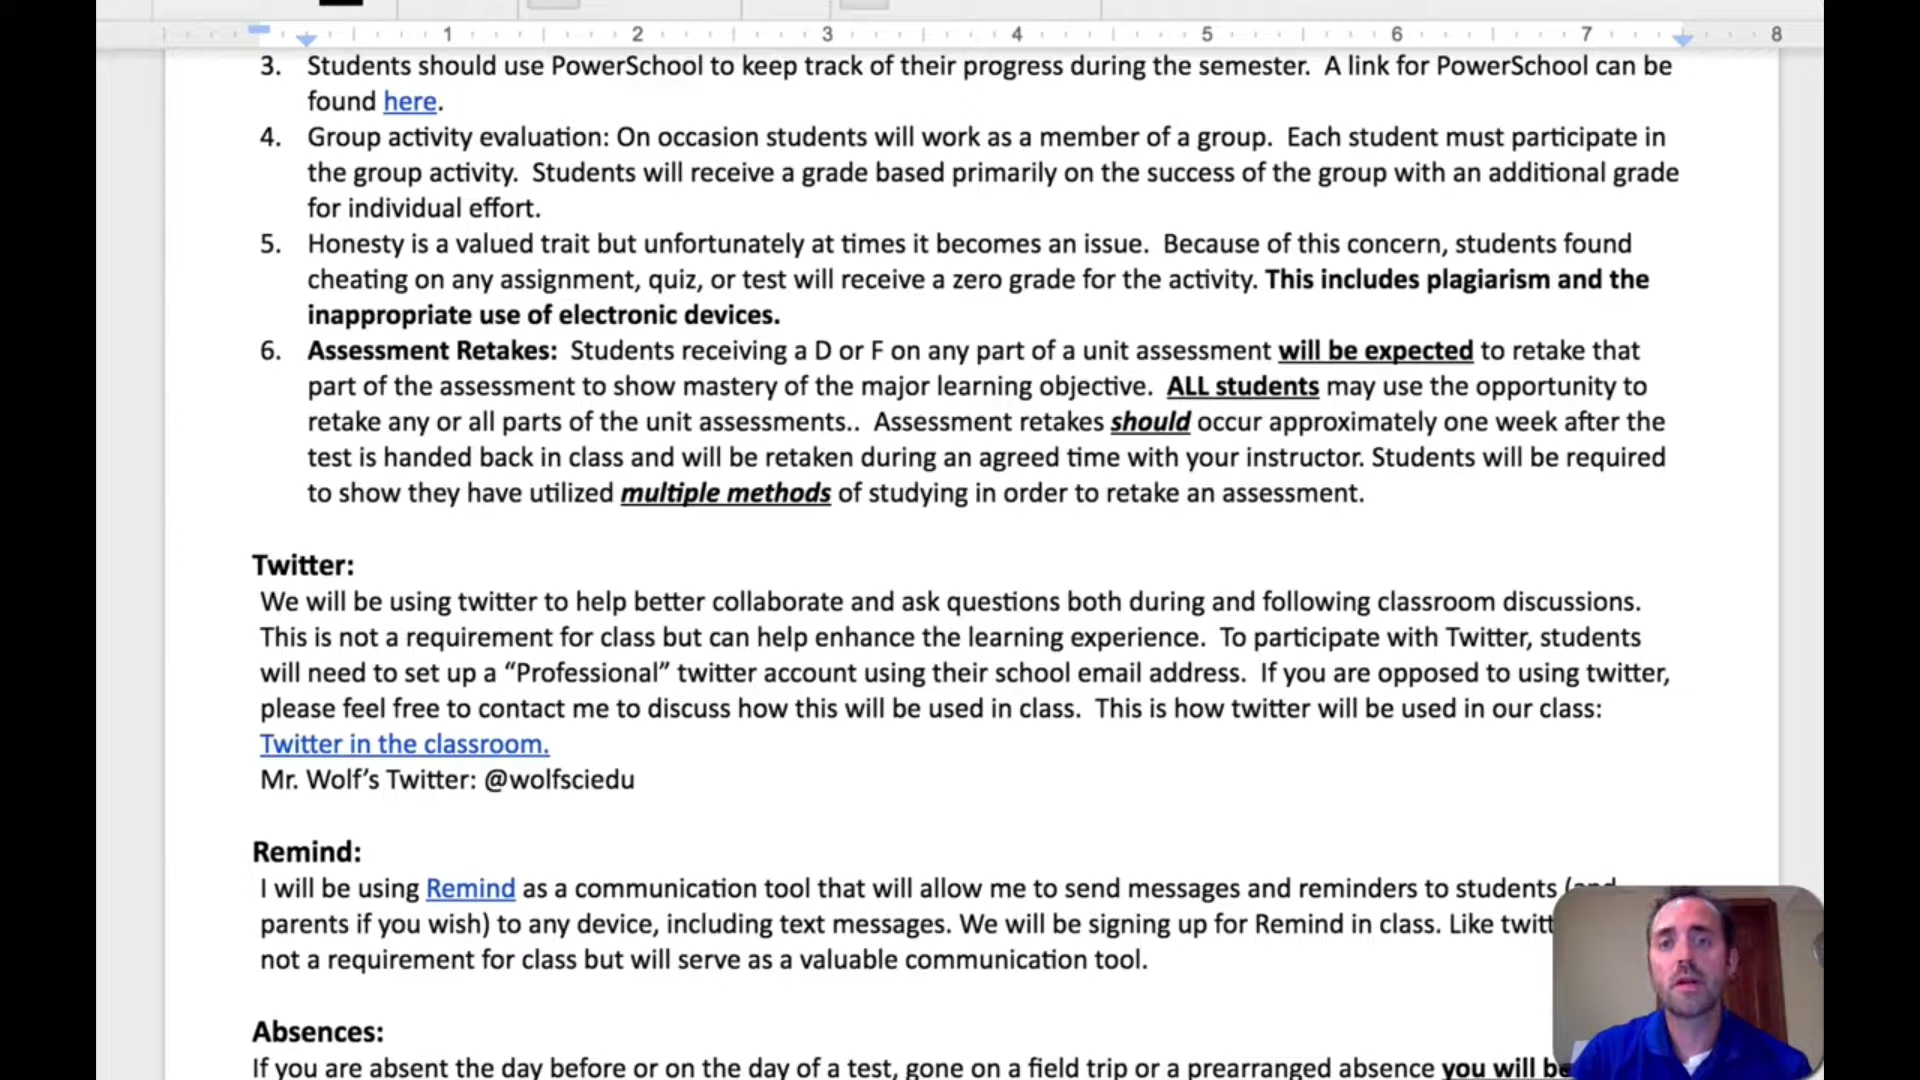 1 2 3 4 5 6 7 8
3. Students should use PowerSchool to keep track of their progress during the semester.  A link for PowerSchool can be
found here.
4. Group activity evaluation: On occasion students will work as a member of a group.  Each student must participate in
the group activity.  Students will receive a grade based primarily on the success of the group with an additional grade
for individual effort.
5. Honesty is a valued trait but unfortunately at times it becomes an issue.  Because of this concern, students found
cheating on any assignment, quiz, or test will receive a zero grade for the activity. This includes plagiarism and the
inappropriate use of electronic devices.
6. Assessment Retakes:  Students receiving a D or F on any part of a unit assessment will be expected to retake that
part of the assessment to show mastery of the major learning objective.  ALL students may use the opportunity to
retake any or all parts of the unit assessments..  Assessment retakes should occur approximately one week after the
test is handed back in class and will be retaken during an agreed time with your instructor. Students will be required
to show they have utilized multiple methods of studying in order to retake an assessment.
Twitter:
We will be using twitter to help better collaborate and ask questions both during and following classroom discussions.
This is not a requirement for class but can help enhance the learning experience.  To participate with Twitter, students
will need to set up a “Professional” twitter account using their school email address.  If you are opposed to using twitter,
please feel free to contact me to discuss how this will be used in class.  This is how twitter will be used in our class:
Twitter in the classroom.
Mr. Wolf’s Twitter: @wolfsciedu
Remind:
I will be using Remind as a communication tool that will allow me to send messages and reminders to students (and
parents if you wish) to any device, including text messages. We will be signing up for Remind in class. Like twitt
not a requirement for class but will serve as a valuable communication tool.
Absences:
If you are absent the day before or on the day of a test, gone on a field trip or a prearranged absence you will be